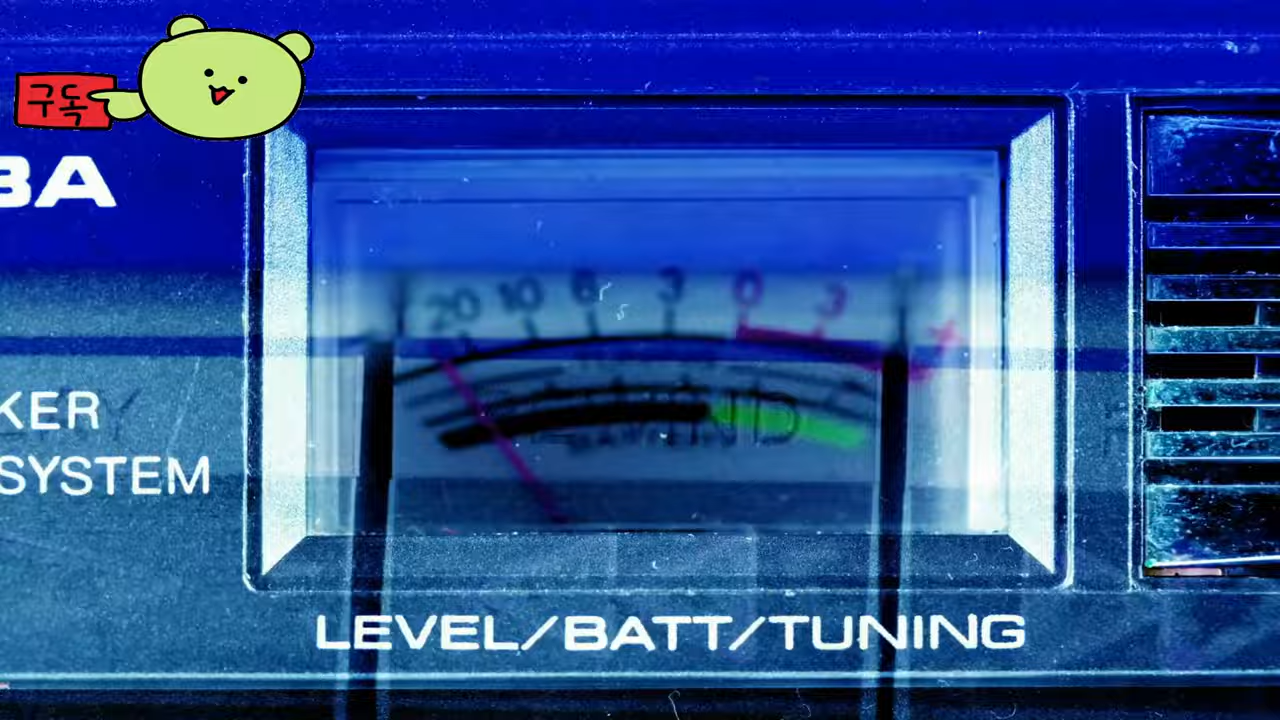 구독
BA
20 10 6 3 0 3 +
KER
SYSTEM
LEVEL/BATT/TUNING